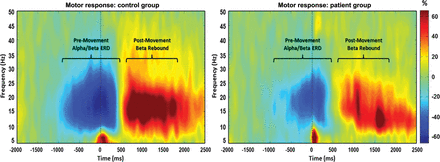 Motor response: control group
Motor response: patient group
%
50
45
40
35
30
25
20
15
10
5
Frequency (Hz)
Pre-Movement
Alpha/Beta ERD
Post-Movement
Beta Rebound
-2000 -1500 -1000 -500 0 500 1000 1500 2000 2500
Time [ms]
50
45
40
35
30
25
20
15
10
5
Frequency (Hz)
Pre-Movement
Alpha/Beta ERD
Post-Movement
Beta Rebound
-2000 -1500 -1000 -500 0 500 1000 1500 2000 2500
Time [ms]
60
40
20
0
-20
-40
-60